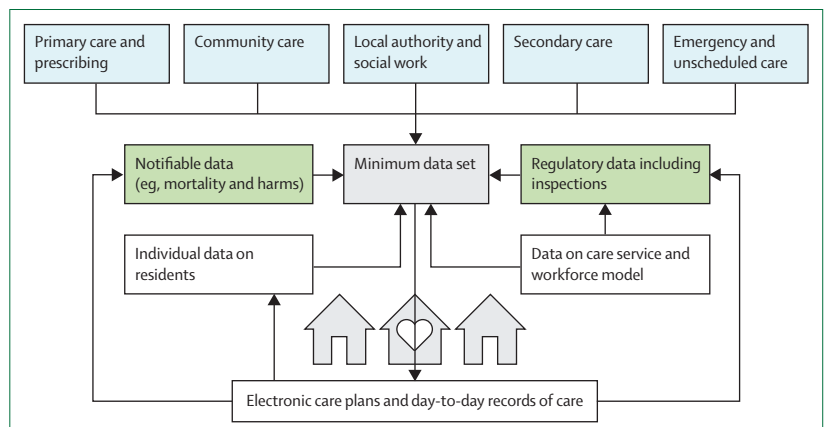 Primary care and
prescribing
Community care
Local authority and
social work
Secondary care
Emergency and
unscheduled care
Notifiable data
(eg, mortality and harms)
Minimum data set
Regulatory data including
inspections
Individual data on
residents
Data on care service and
workforce model
Electronic care plans and day-to-day records of care